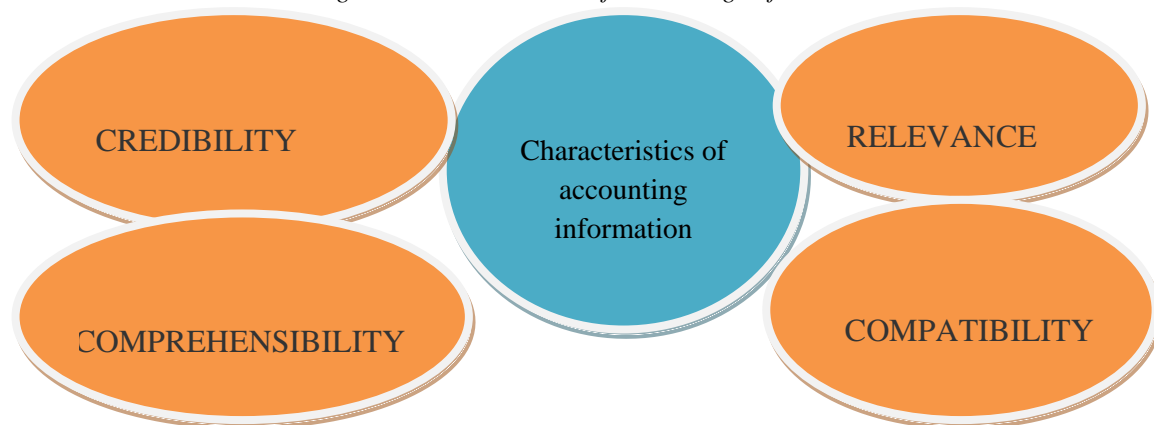 CREDIBILITY
Characteristics of
accounting
information
RELEVANCE
COMPREHENSIBILITY
COMPATIBILITY